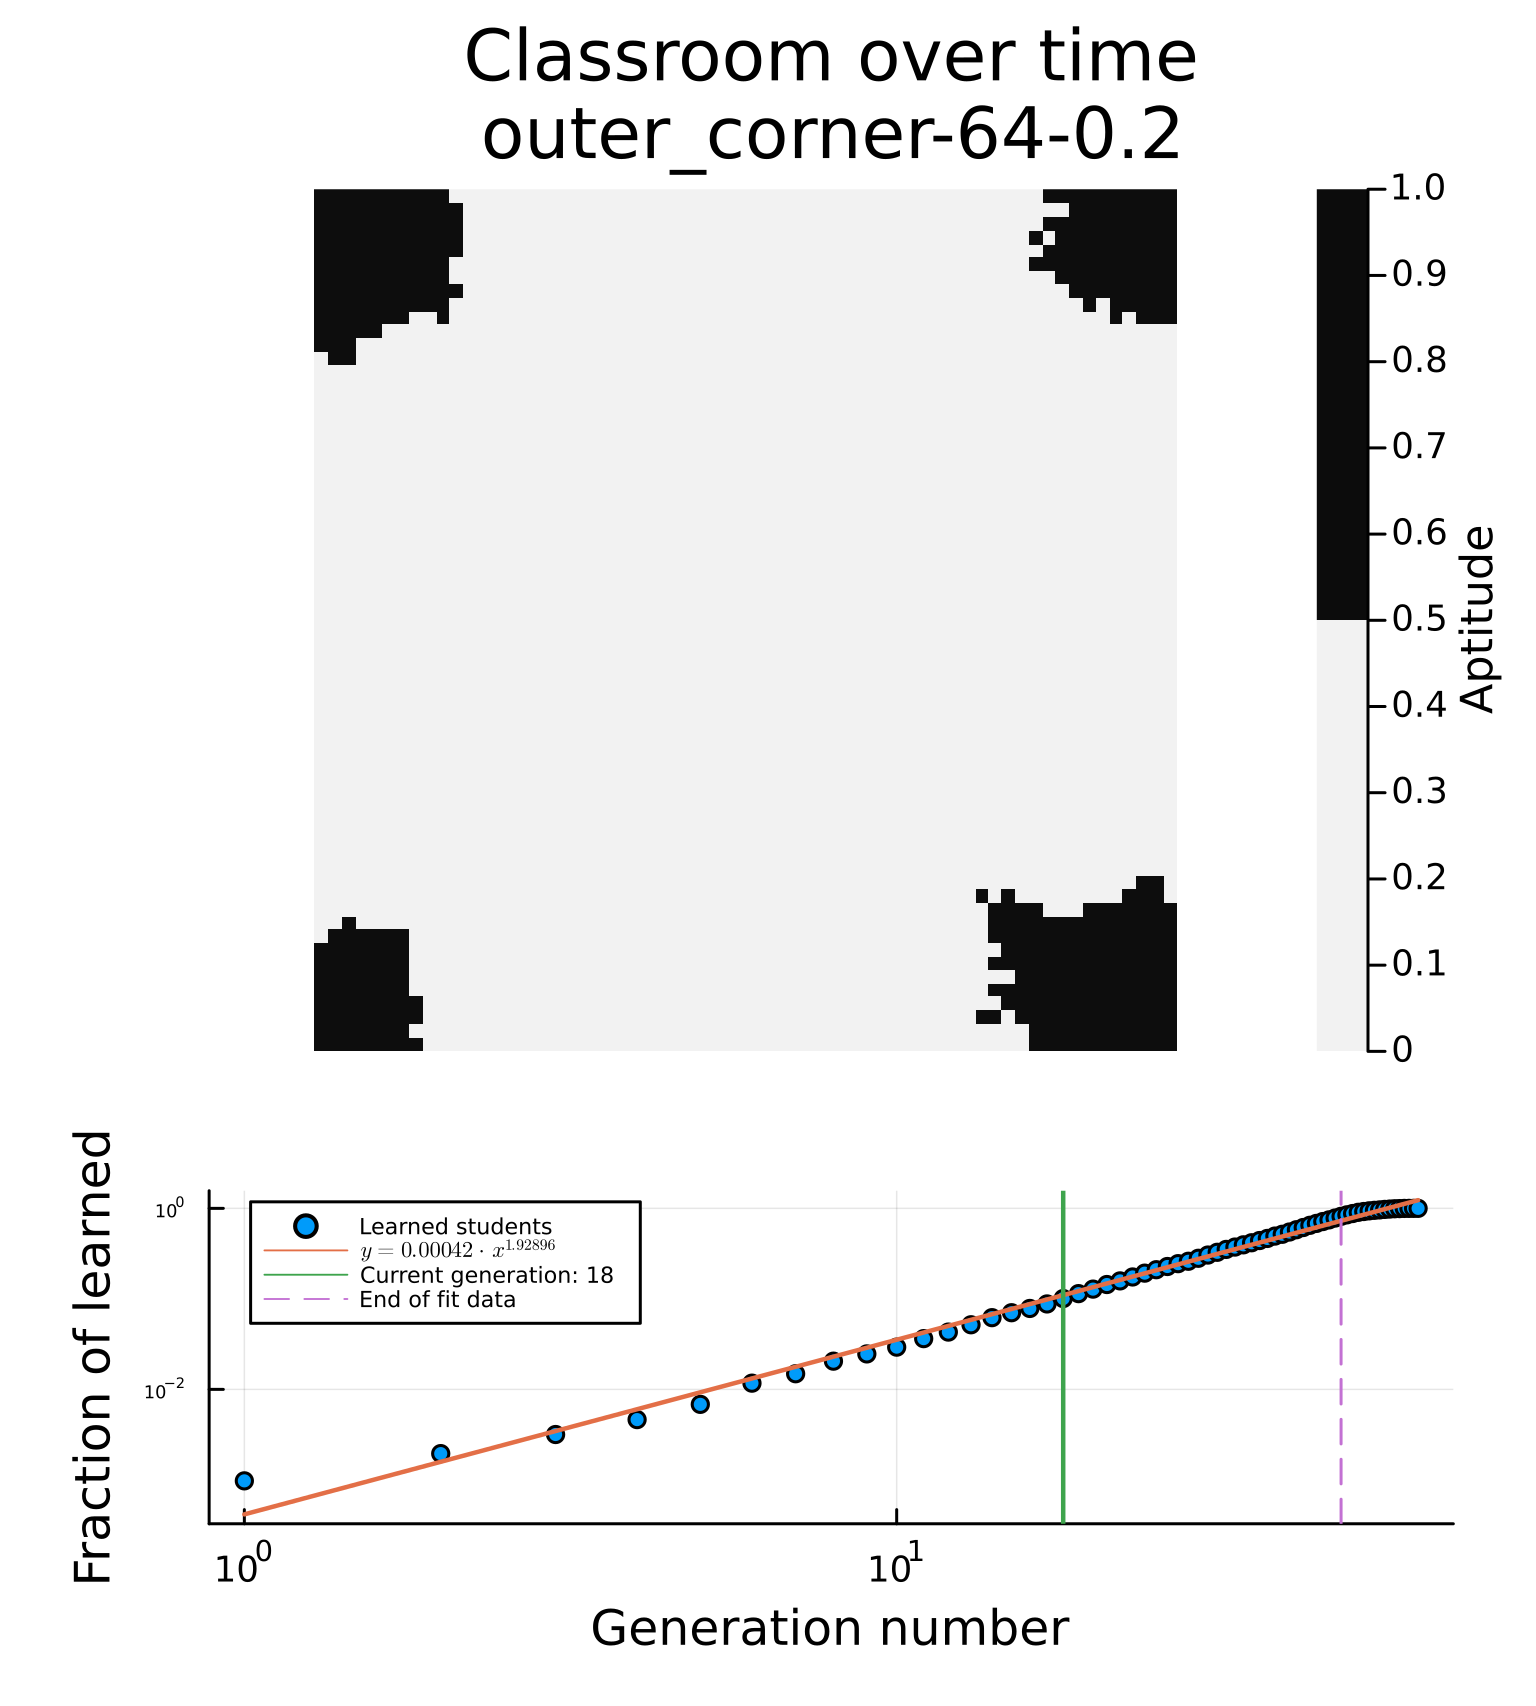 Classroom over time
outer_corner-64-0.2
1.0
0.9
0.8
0.7
0.6
0.5
0.4
0.3
0.2
0.1
0
Aptitude
Fraction of learned
10^0
10^-2
Learned students
y = 0.00042 · x^1.92896
Current generation: 18
End of fit data
10^0
10^1
Generation number